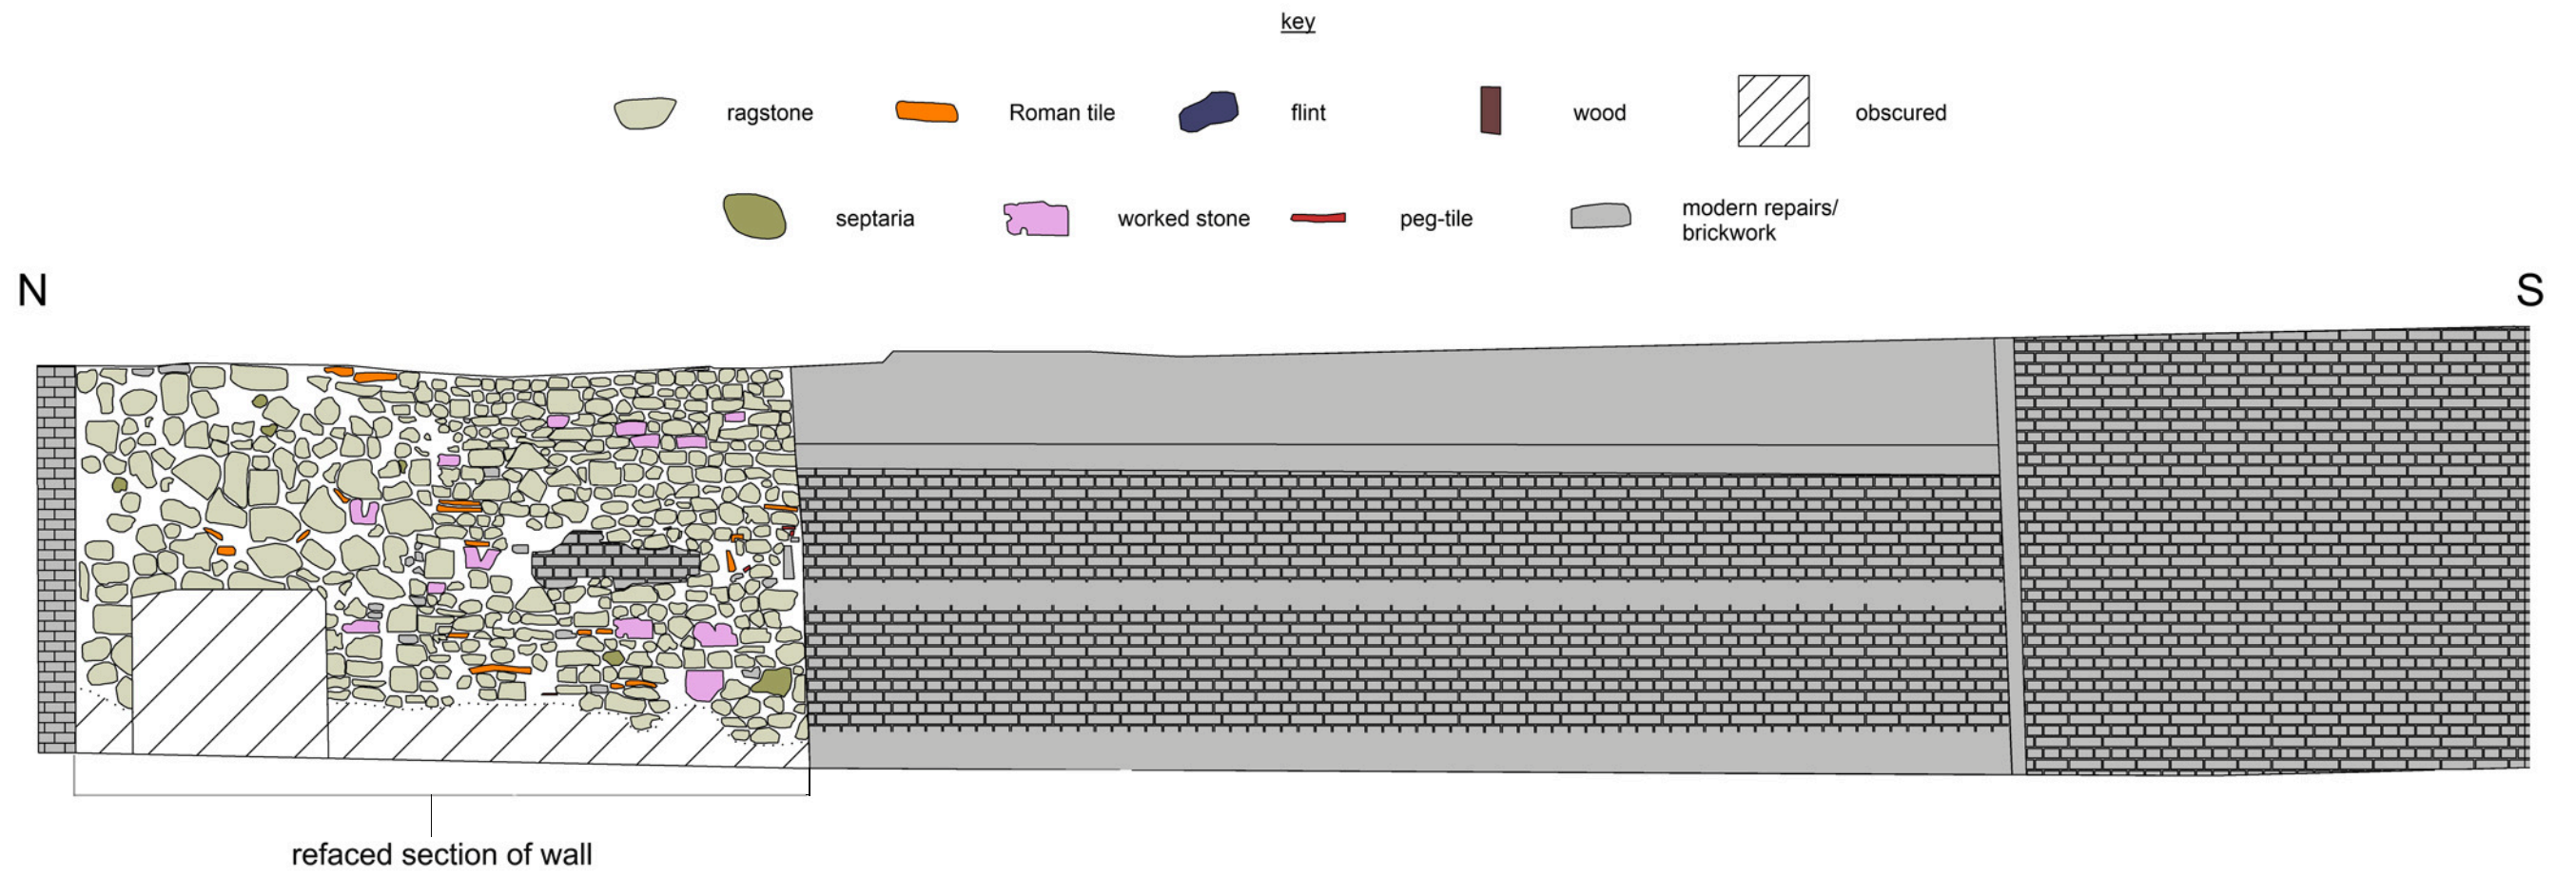 key
ragstone
Roman tile
flint
wood
obscured
septaria
worked stone
peg-tile
modern repairs/
brickwork
N
S
refaced section of wall